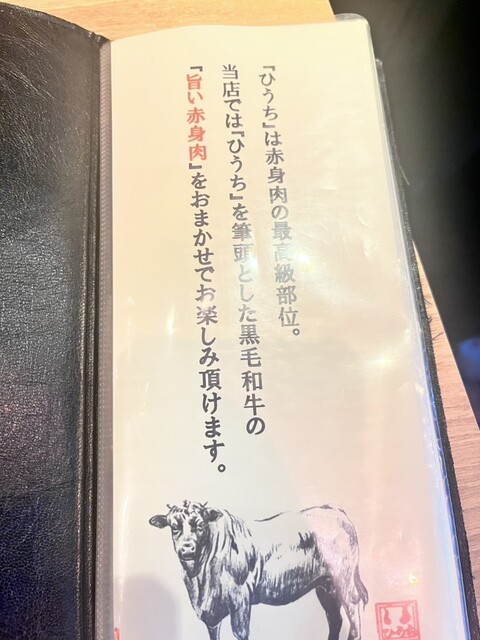 『ひうち』は赤身肉の最高級部位。
当店では『ひうち』を筆頭とした黒毛和牛の
『旨い赤身肉』をおまかせでお楽しみ頂けます。